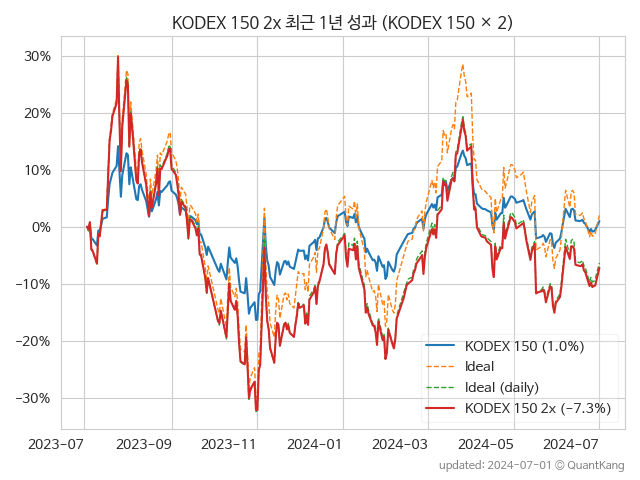 KODEX 150 2x 최근 1년 성과 (KODEX 150 × 2)
30%
20%
10%
0%
−10%
−20%
−30%
2023-07 2023-09 2023-11 2024-01 2024-03 2024-05 2024-07
KODEX 150 (1.0%)
Ideal
Ideal (daily)
KODEX 150 2x (−7.3%)
updated: 2024-07-01 © QuantKang